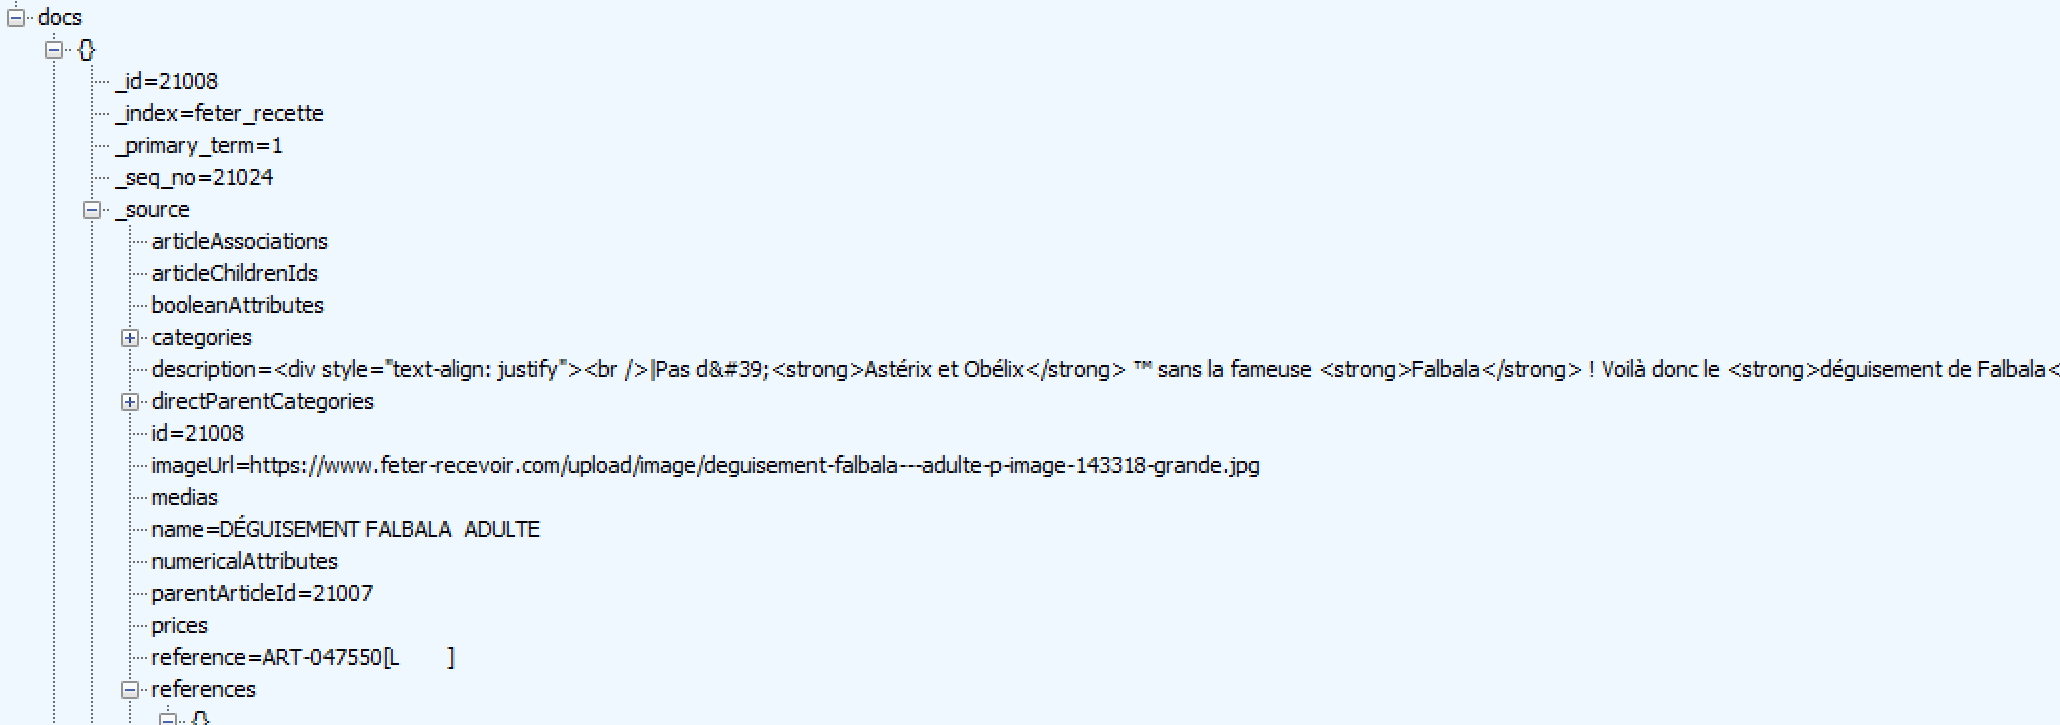 docs
{}
_id=21008
_index=feter_recette
_primary_term=1
_seq_no=21024
_source
articleAssociations
articleChildrenIds
booleanAttributes
categories
description=<div style="text-align: justify"><br />|Pas d&#39;<strong>Astérix et Obélix</strong> ™ sans la fameuse <strong>Falbala</strong> ! Voilà donc le <strong>déguisement de Falbala<
directParentCategories
id=21008
imageUrl=https://www.feter-recevoir.com/upload/image/deguisement-falbala---adulte-p-image-143318-grande.jpg
medias
name=DÉGUISEMENT FALBALA  ADULTE
numericalAttributes
parentArticleId=21007
prices
reference=ART-047550[L        ]
references
{}